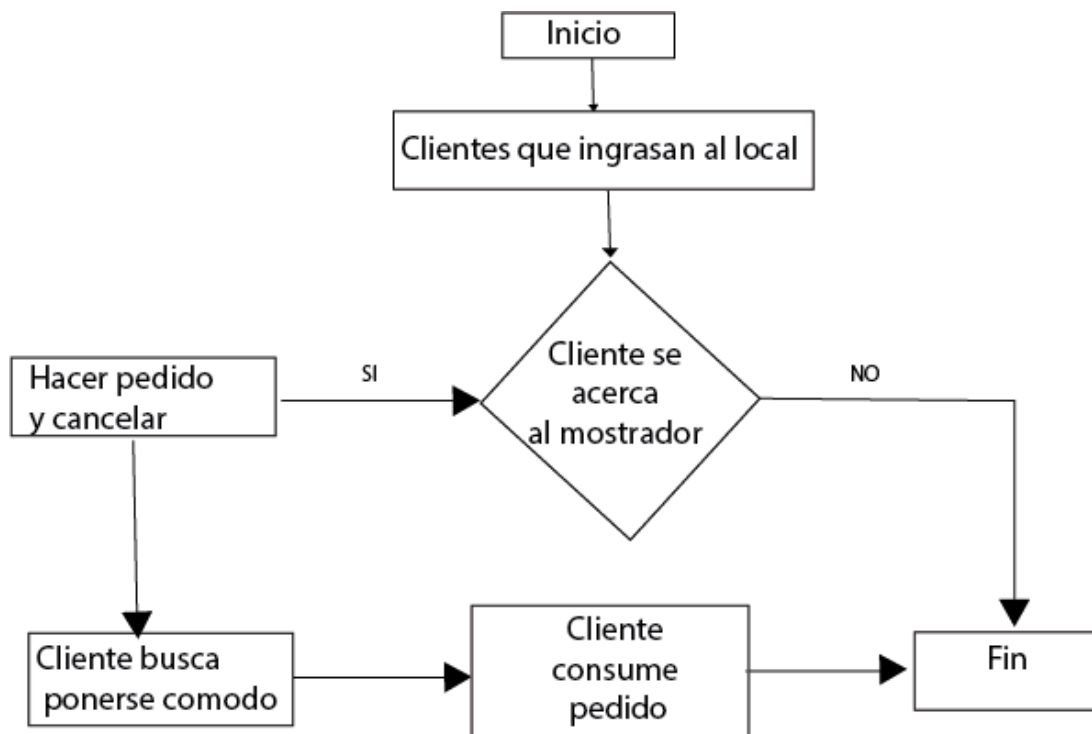 Inicio
Clientes que ingrasan al local
Cliente se
acerca
al mostrador
SI
NO
Hacer pedido
y cancelar
Cliente busca
ponerse comodo
Cliente
consume
pedido
Fin